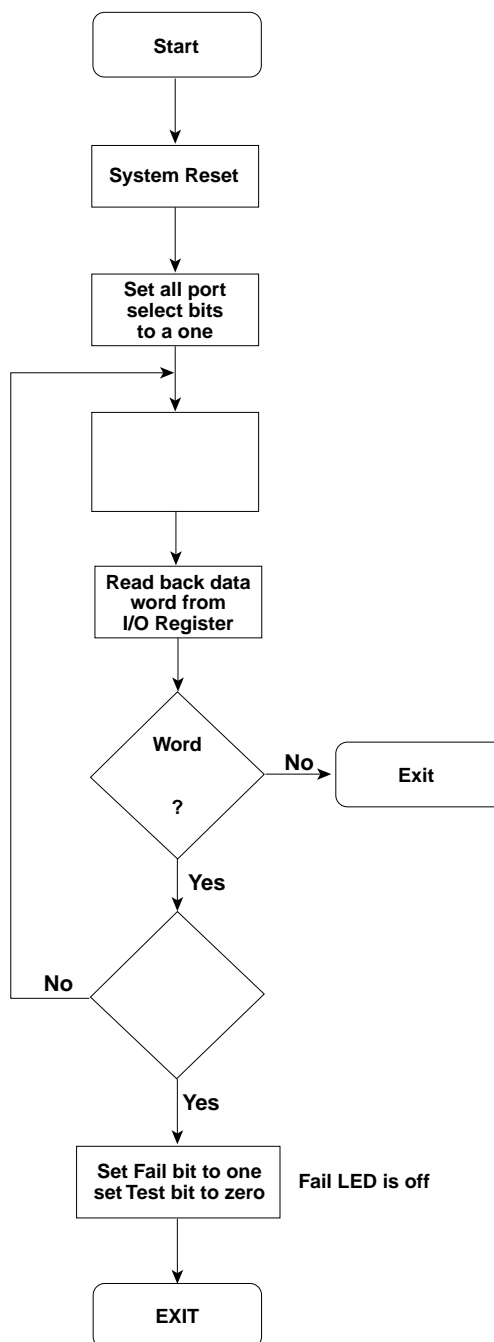 Start
System Reset
Set all port
select bits
to a one
Read back data
word from
I/O Register
Word
?
No
Exit
Yes
No
Yes
Set Fail bit to one
set Test bit to zero
Fail LED is off
EXIT